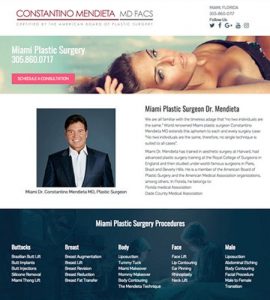 CONSTANTINO MENDIETA MD FACS
CERTIFIED BY THE AMERICAN BOARD OF PLASTIC SURGERY
MIAMI, FLORIDA
305.860.0717
Follow Us
Miami Plastic Surgery
305.860.0717
SCHEDULE A CONSULTATION
Miami Plastic Surgeon Dr. Mendieta
We are all familiar with the timeless adage that "no two individuals are
the same." World renowned Miami plastic surgeon Constantino
Mendieta MD extends the aphorism to each and every surgery case:
"No two individuals are the same, therefore, no single technique is
suited to all cases".
Dr. Mendieta was trained in aesthetic surgery at Harvard, had
advanced plastic surgery training at the Royal College of Surgeons of
England and then studied under world famous surgeons in Paris,
Brazil and Beverly Hills. He is a member of the American Board of
Plastic Surgery and the American Medical Association organizations,
among others. In Florida, he belongs to:
Florida Medical Association
Dade County Medical Association
Miami Dr. Constantino Mendieta MD, Plastic Surgeon
Miami Plastic Surgery Procedures
Buttocks
Brazilian Butt Lift
Butt Implants
Butt Injections
Silicone Removal
Miami Thong Lift
Breast
Breast Augmentation
Breast Lift
Breast Revision
Breast Reduction
Breast Fat Transfer
Body
Liposuction
Tummy Tuck
Miami Makeover
Mommy Makeover
Body Contouring
The Mendieta Technique
Face
Face Lift
Lip Contouring
Ear Pinning
Rhinoplasty
Neck Lift
Male
Liposuction
Abdominal Etching
Body Contouring
Facial Procedure
Male to Female
Transition